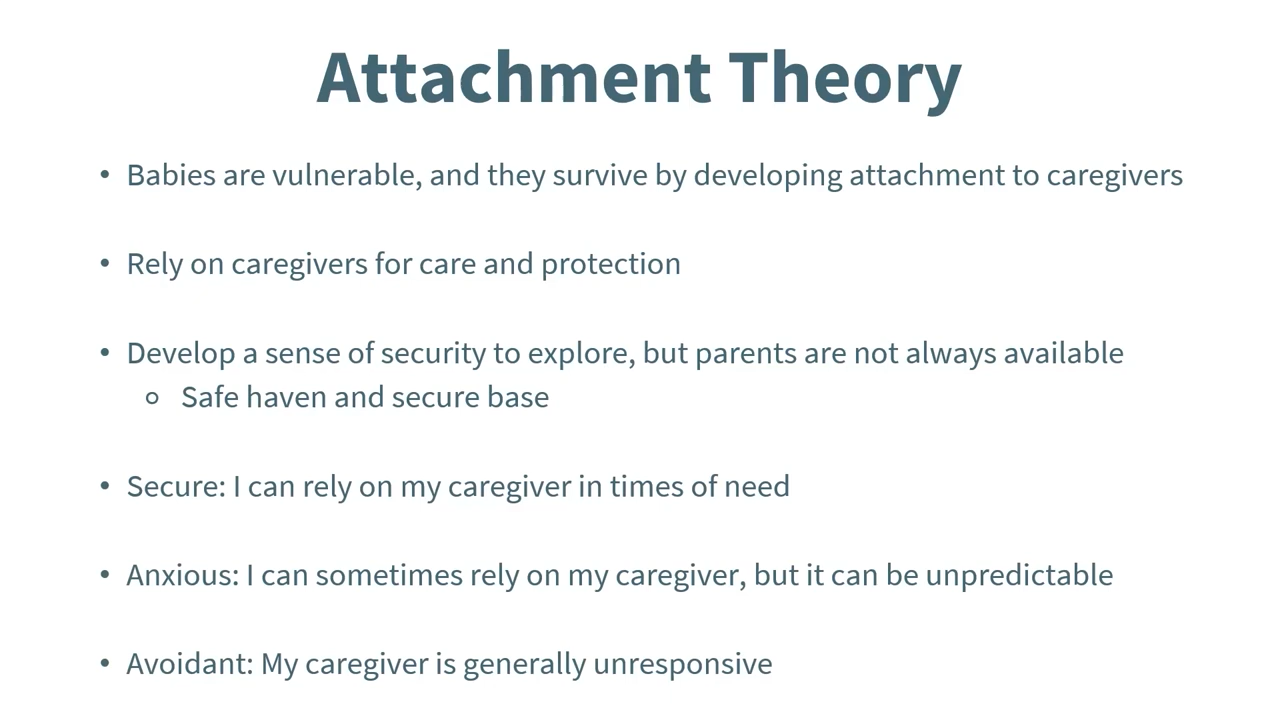 Attachment Theory
• Babies are vulnerable, and they survive by developing attachment to caregivers
• Rely on caregivers for care and protection
• Develop a sense of security to explore, but parents are not always available
○ Safe haven and secure base
• Secure: I can rely on my caregiver in times of need
• Anxious: I can sometimes rely on my caregiver, but it can be unpredictable
• Avoidant: My caregiver is generally unresponsive